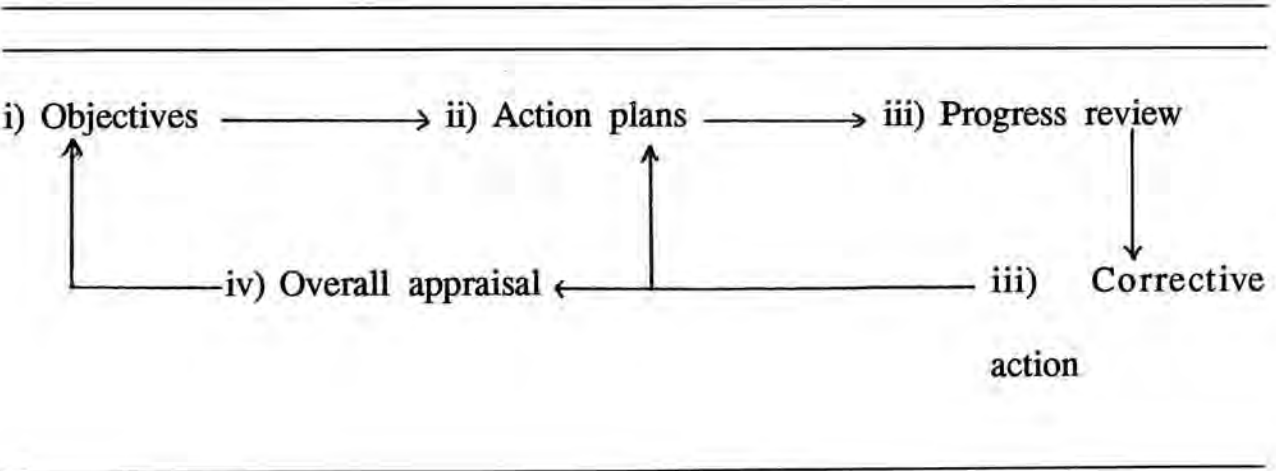 i) Objectives ii) Action plans iii) Progress review
iv) Overall appraisal iii) Corrective
action